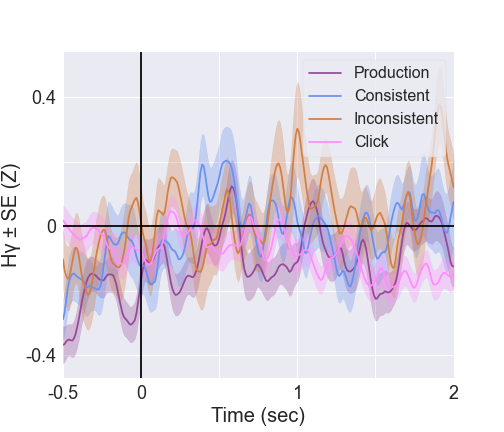 Production
Consistent
Inconsistent
Click
0.4
0
-0.4
Hγ ± SE (Z)
-0.5 0 1 2
Time (sec)